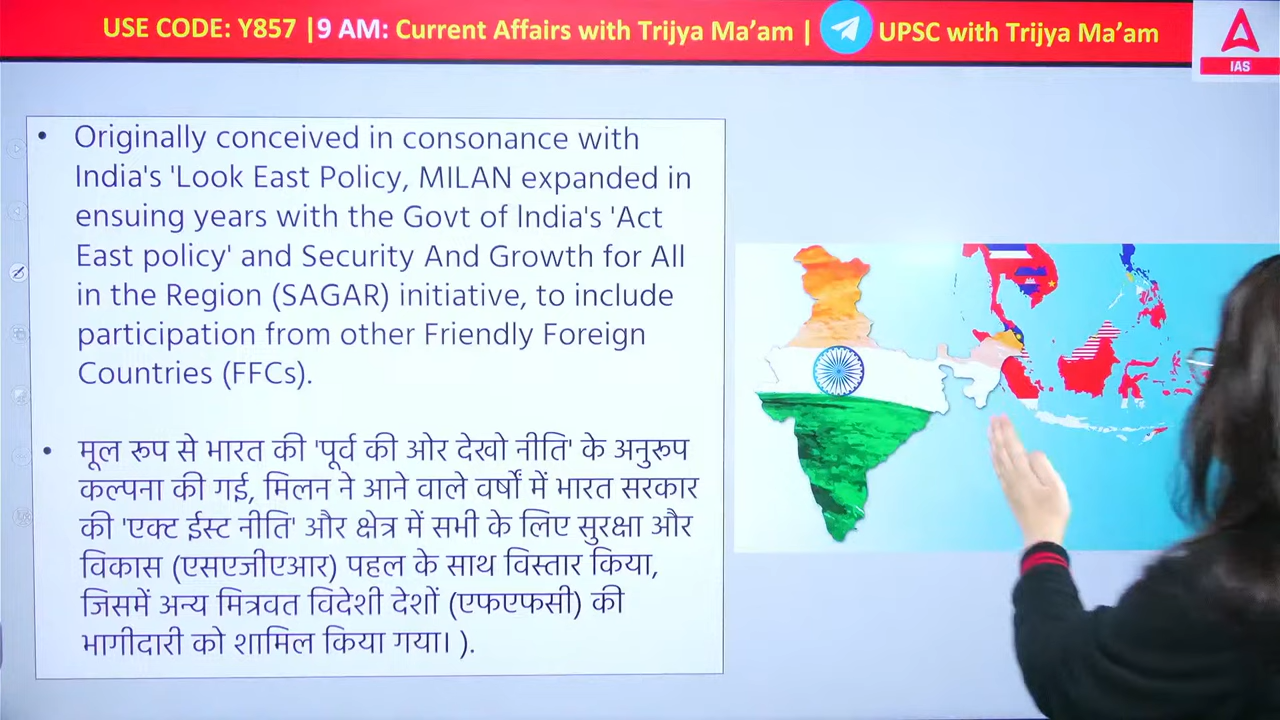 USE CODE: Y857 |9 AM: Current Affairs with Trijya Ma’am | UPSC with Trijya Ma’am
IAS
• Originally conceived in consonance with
India's 'Look East Policy, MILAN expanded in
ensuing years with the Govt of India's 'Act
East policy' and Security And Growth for All
in the Region (SAGAR) initiative, to include
participation from other Friendly Foreign
Countries (FFCs).
• मूल रूप से भारत की 'पूर्व की ओर देखो नीति' के अनुरूप
कल्पना की गई, मिलन ने आने वाले वर्षों में भारत सरकार
की 'एक्ट ईस्ट नीति' और क्षेत्र में सभी के लिए सुरक्षा और
विकास (एसएजीएआर) पहल के साथ विस्तार किया,
जिसमें अन्य मित्रवत विदेशी देशों (एफएफसी) की
भागीदारी को शामिल किया गया। ).